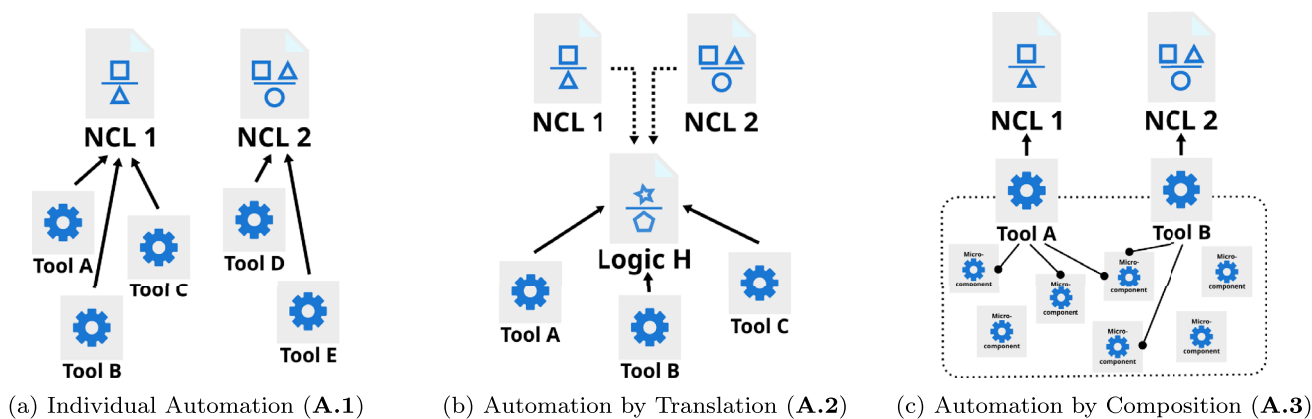 NCL 1
NCL 2
Tool A
Tool C
Tool B
Tool D
Tool E
(a) Individual Automation (A.1)
NCL 1
NCL 2
Logic H
Tool A
Tool B
Tool C
(b) Automation by Translation (A.2)
NCL 1
NCL 2
Tool A
Tool B
Micro-
component
Micro-
component
Micro-
component
Micro-
component
Micro-
component
Micro-
component
Micro-
component
(c) Automation by Composition (A.3)